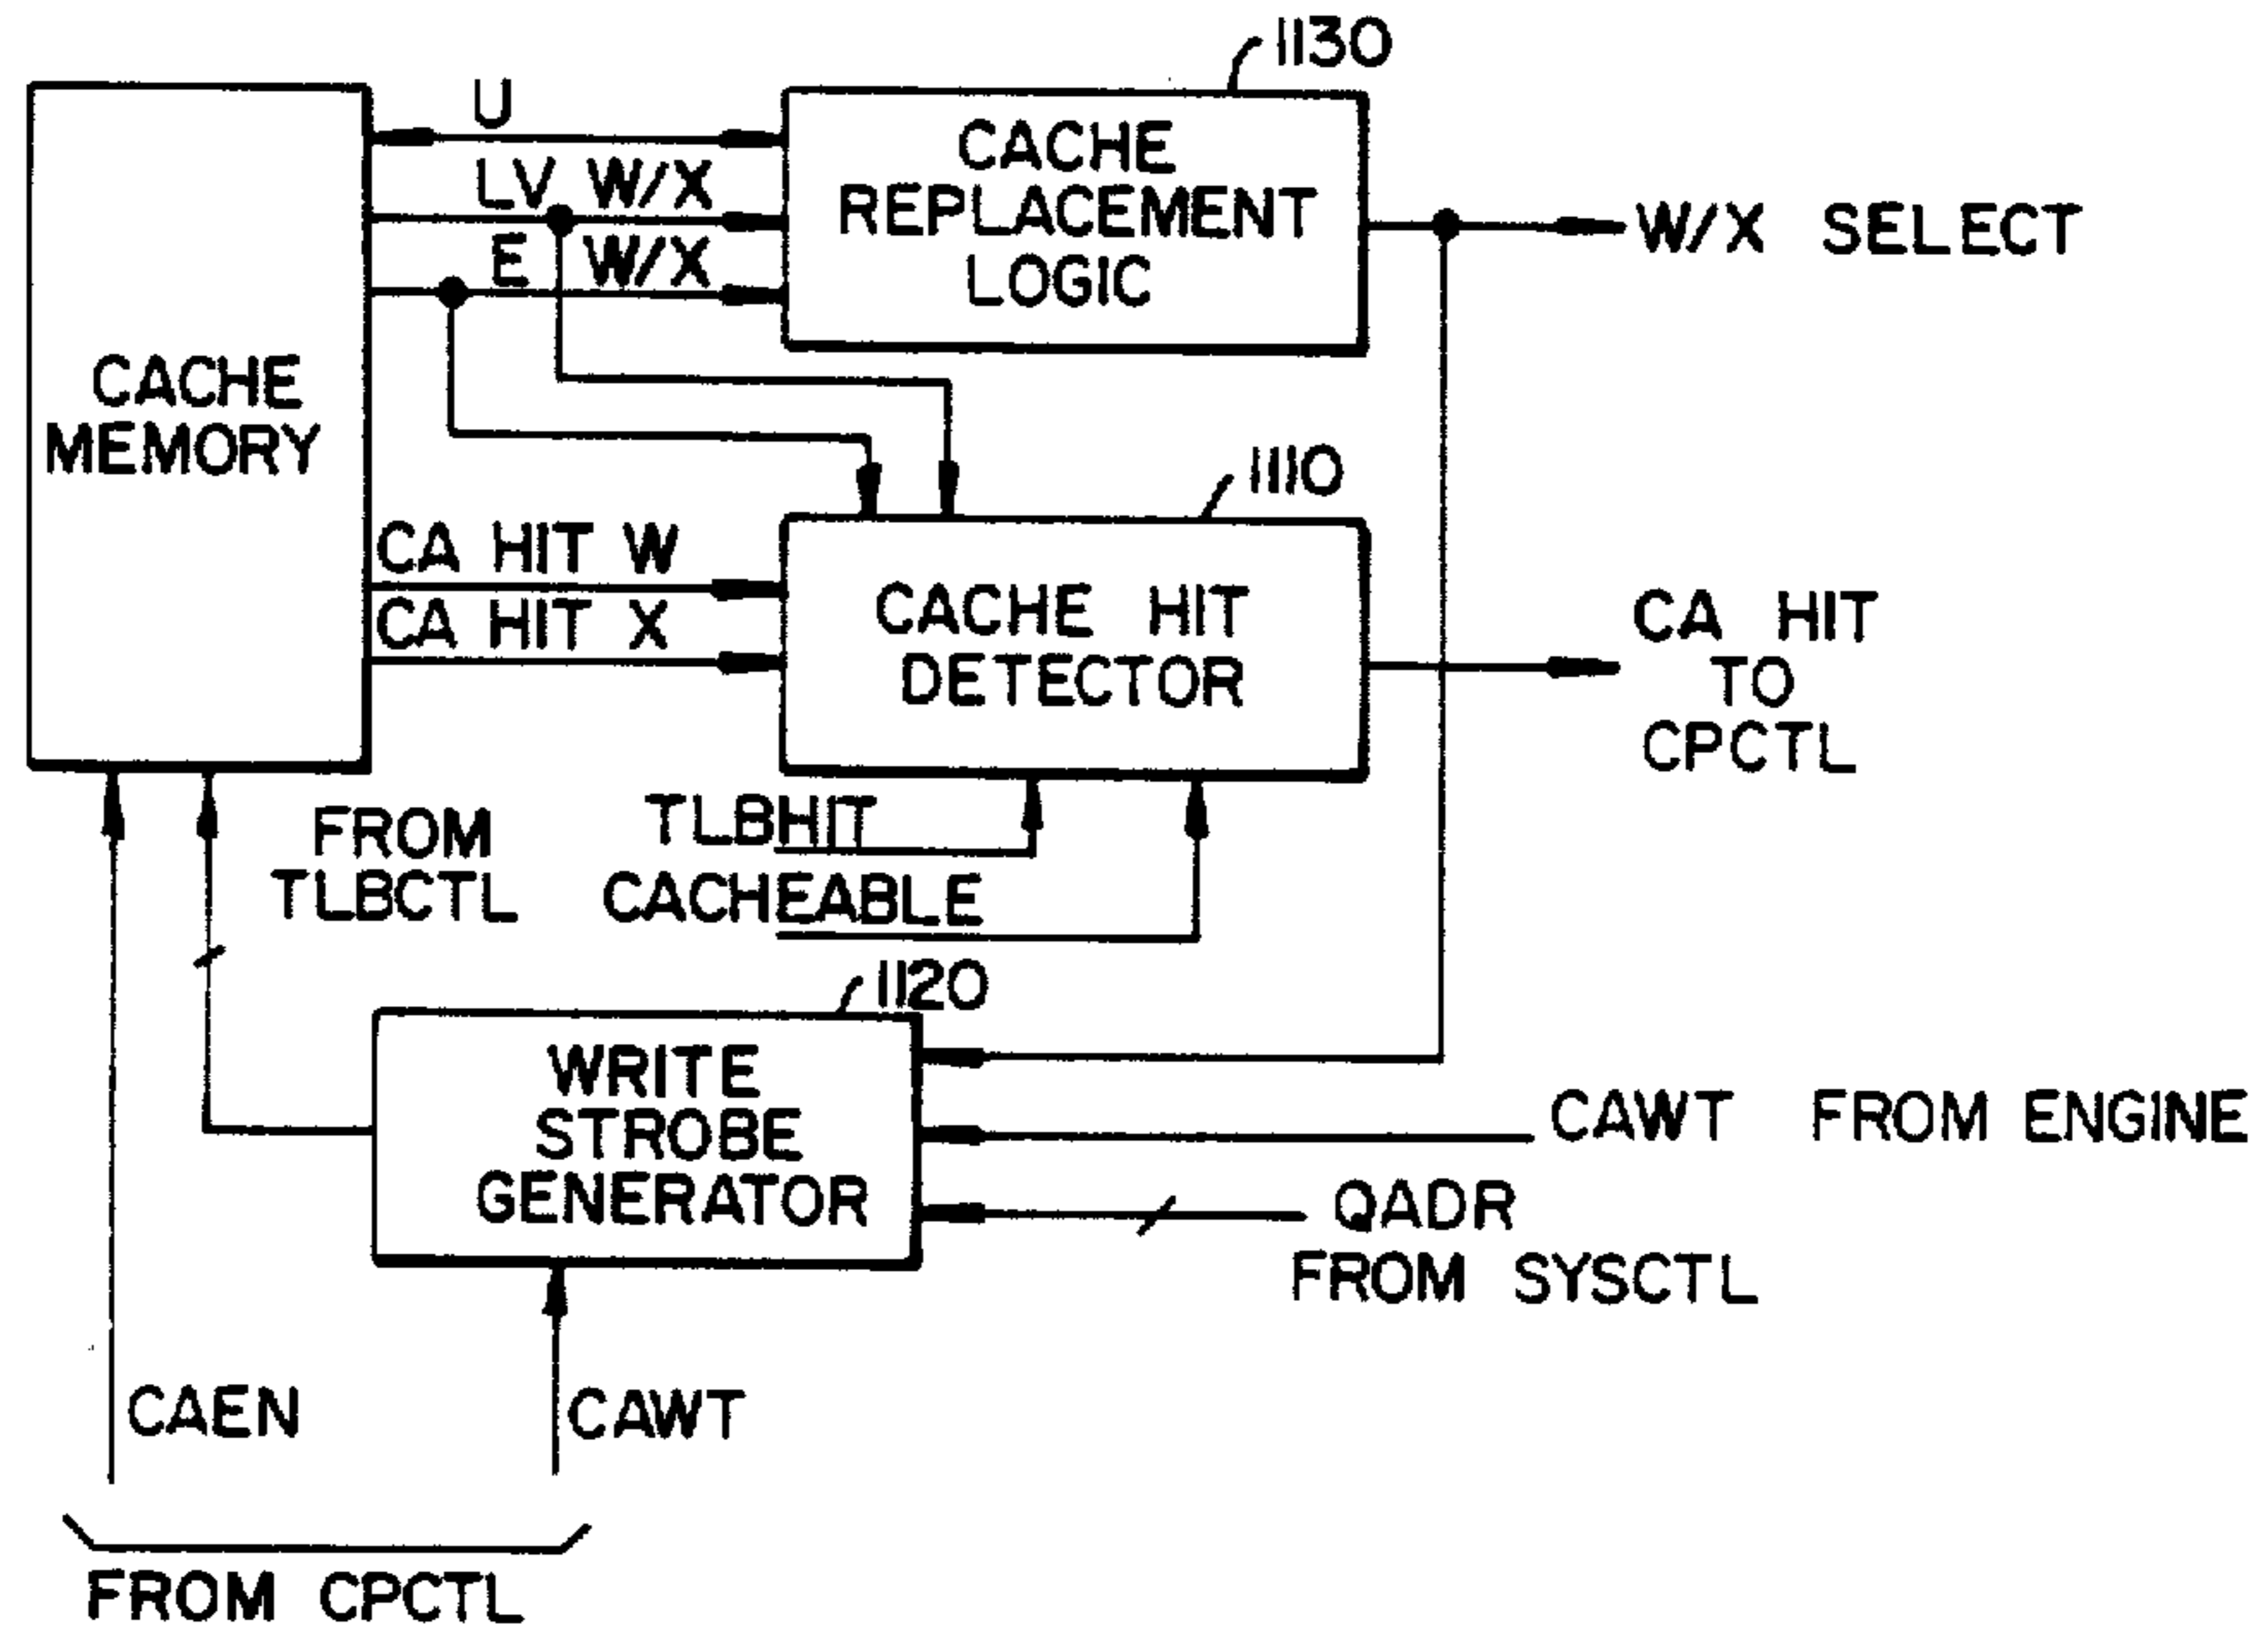 1130
U
CACHE
REPLACEMENT
LOGIC
LV W/X
E W/X
W/X SELECT
CACHE
MEMORY
1110
CA HIT W
CA HIT X
CACHE HIT
DETECTOR
CA HIT
TO
CPCTL
FROM
TLBCTL
TLBHIT
CACHEABLE
1120
WRITE
STROBE
GENERATOR
CAWT FROM ENGINE
QADR
FROM SYSCTL
CAEN
CAWT
FROM CPCTL